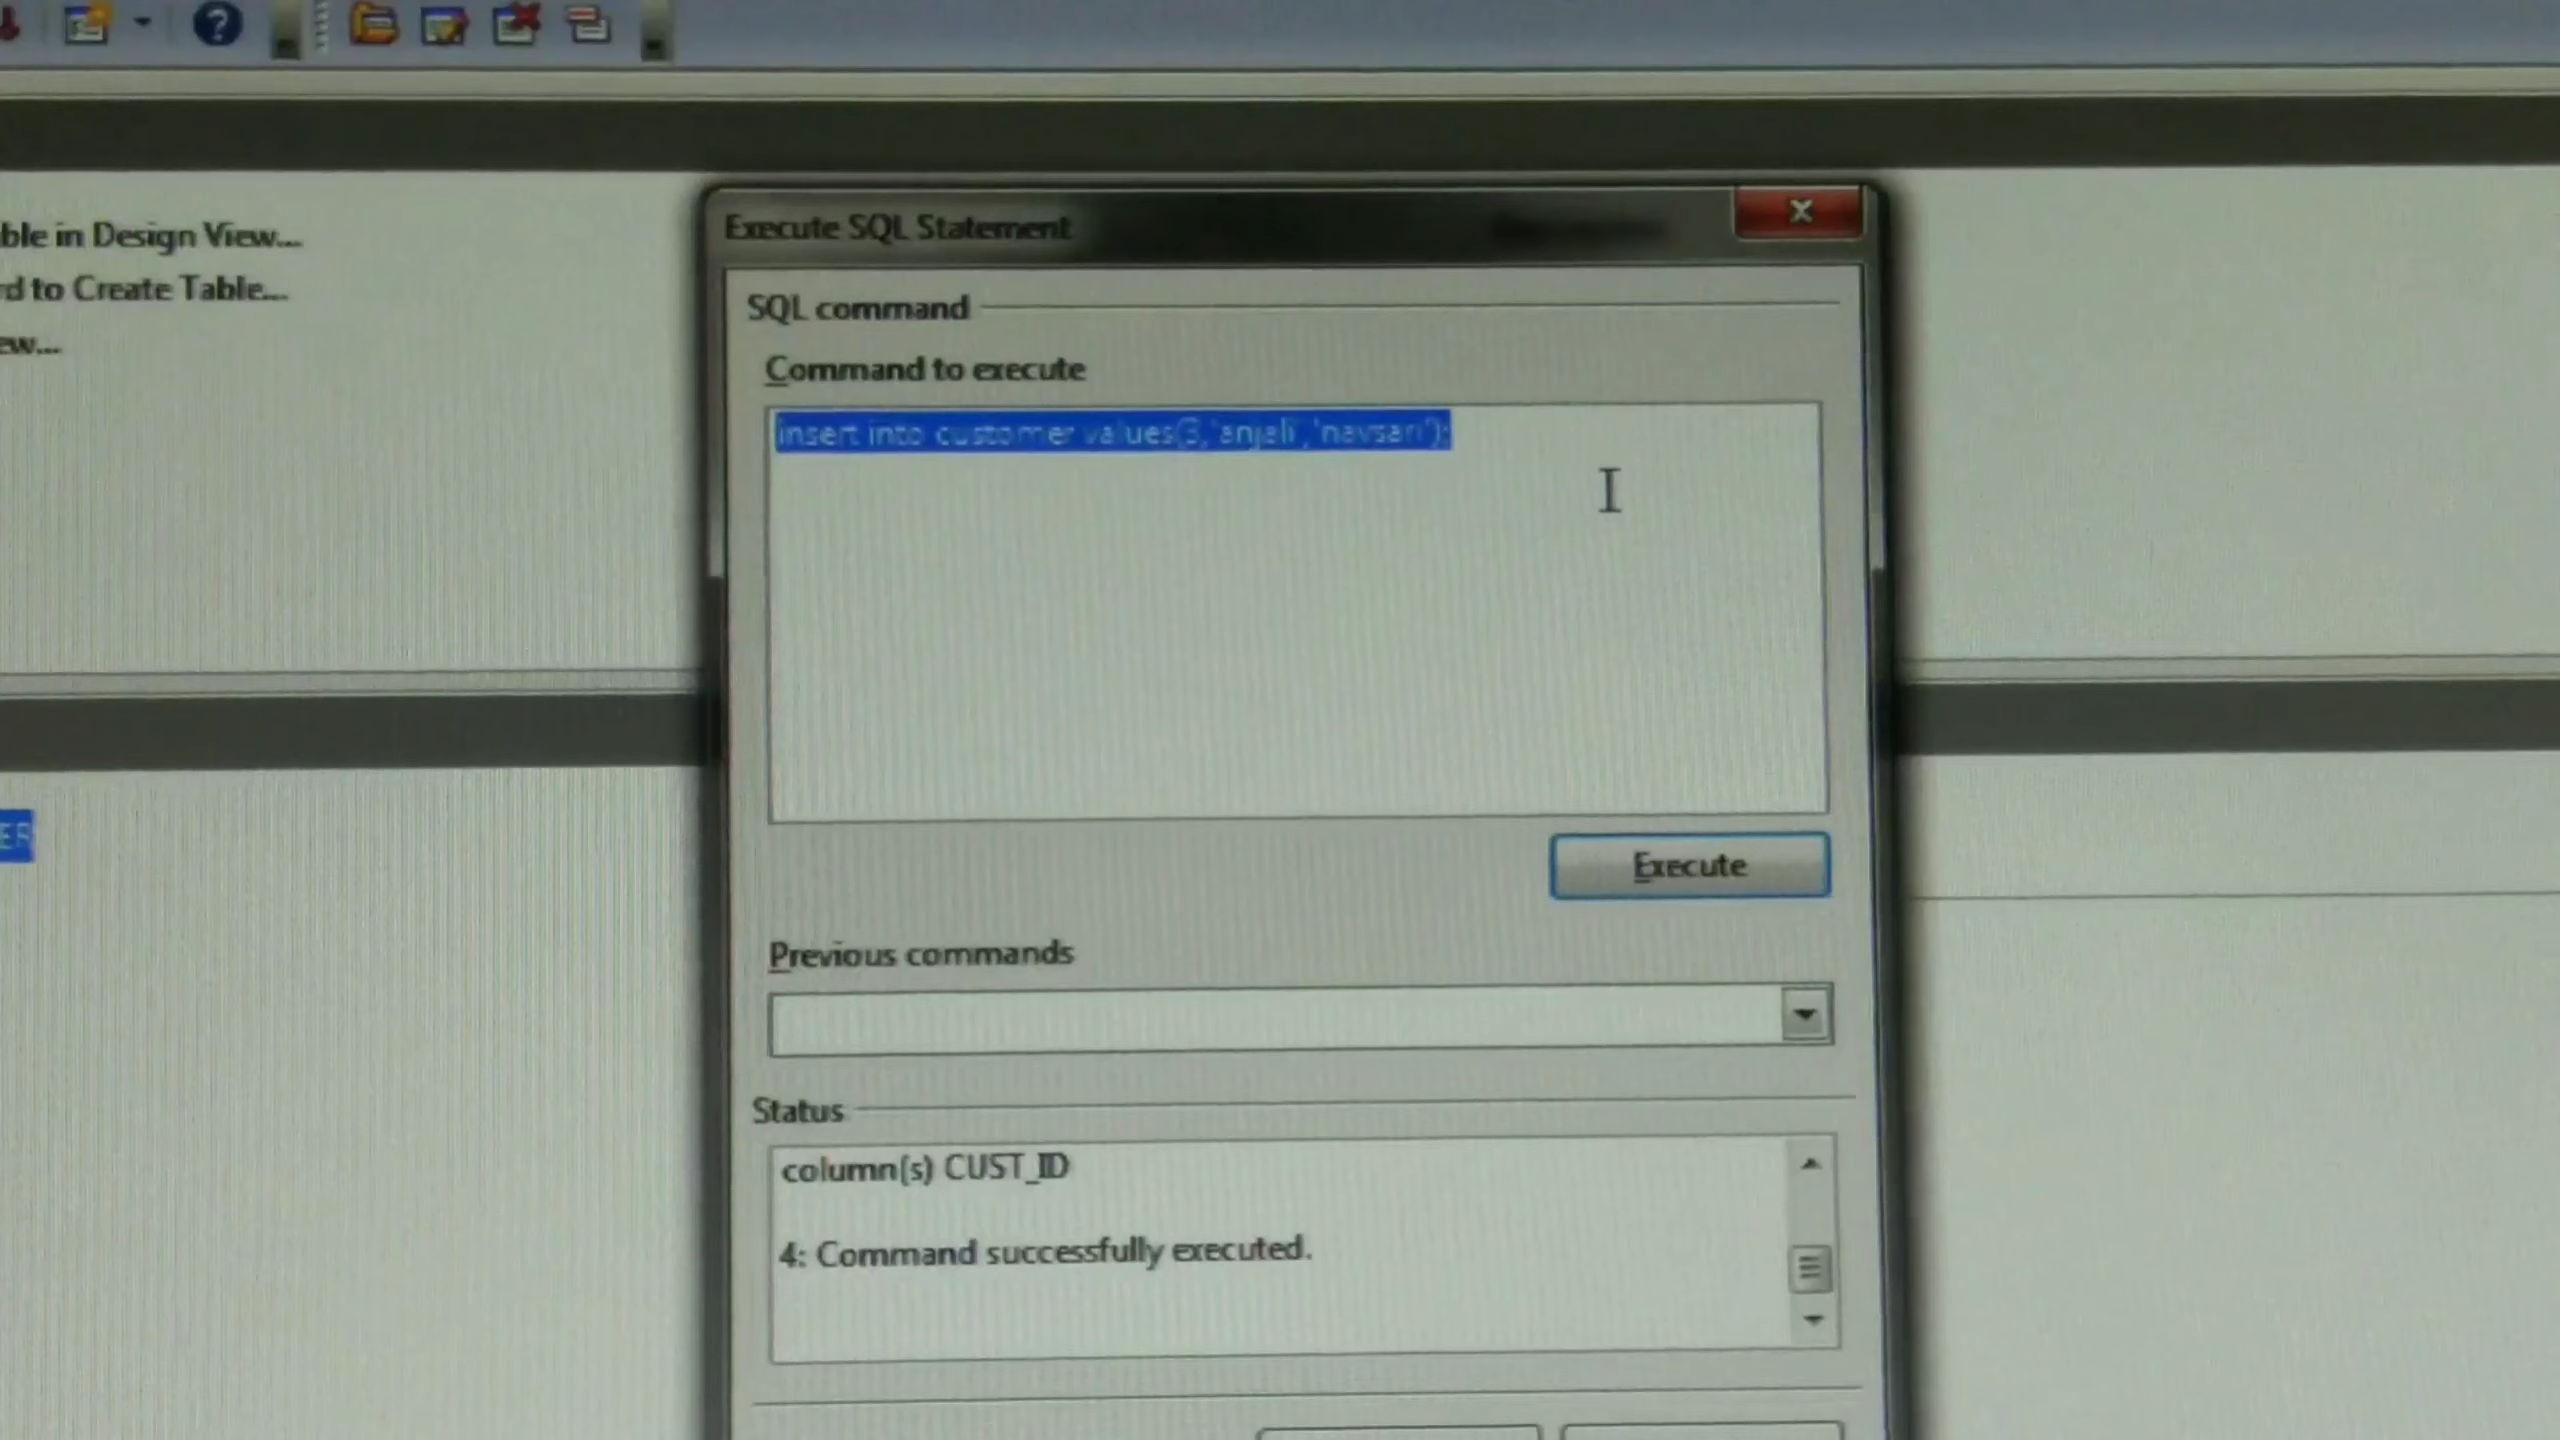 ble in Design View...
rd to Create Table...
ew...
Execute SQL Statement
SQL command
Command to execute
insert into customer values(3,'anjali','navsari');
Execute
Previous commands
Status
column(s) CUST_ID
4: Command successfully executed.
ER